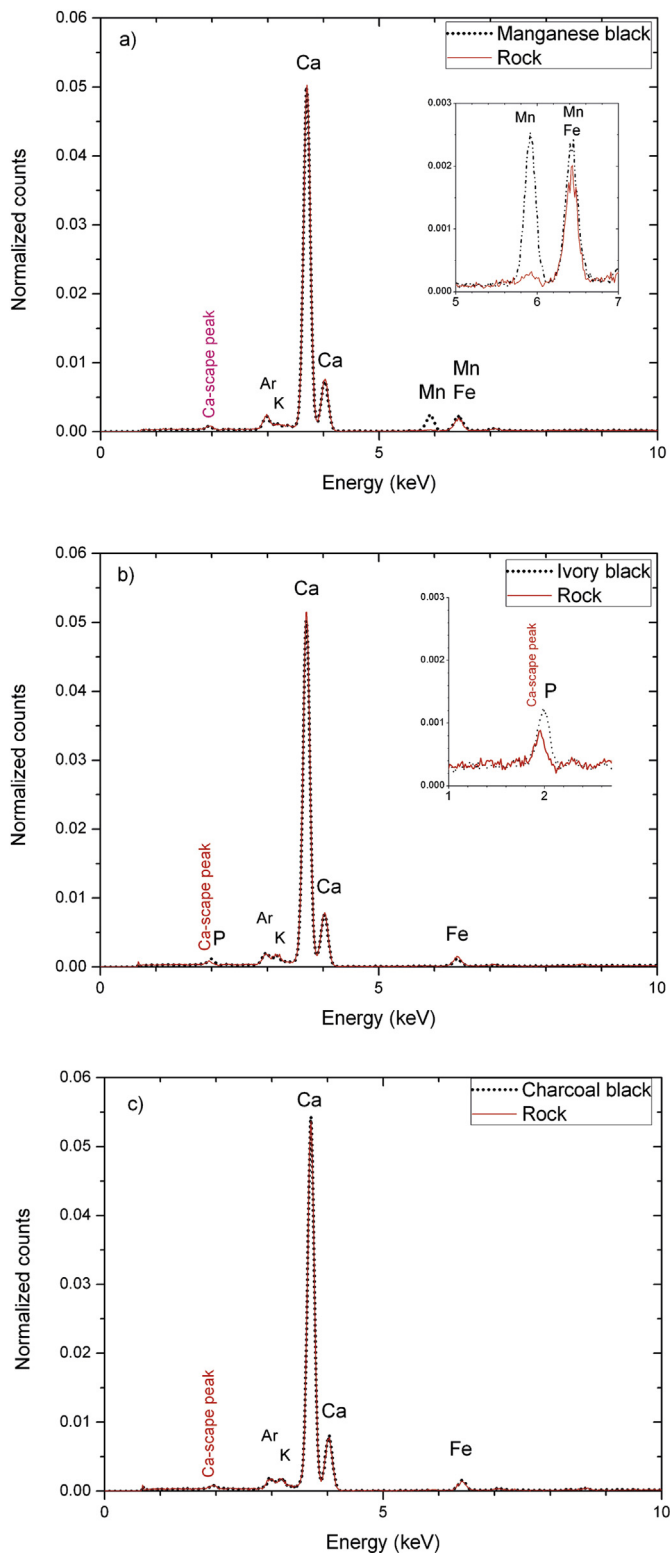 a)
Manganese black
Rock
Ca
0.06
0.05
0.04
0.03
0.02
0.01
0.00
Normalized counts
Mn
Mn
Fe
0.003
0.002
0.001
0.000
5
6
7
Ca-scape peak
Ar
K
Ca
Mn
Mn
Fe
0
5
10
Energy (keV)
b)
Ivory black
Rock
Ca
0.06
0.05
0.04
0.03
0.02
0.01
0.00
Normalized counts
Ca-scape peak
P
0.003
0.002
0.001
0.000
1
2
Ca-scape peak
P
Ar
K
Ca
Fe
0
5
10
Energy (keV)
c)
Charcoal black
Rock
Ca
0.06
0.05
0.04
0.03
0.02
0.01
0.00
Normalized counts
Ca-scape peak
Ar
K
Ca
Fe
0
5
10
Energy (keV)